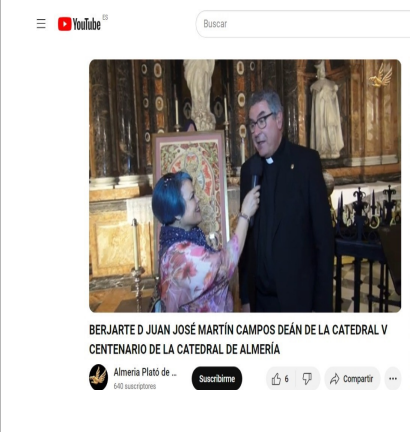 YouTube ES
Buscar
BERJARTE D JUAN JOSÉ MARTÍN CAMPOS DEÁN DE LA CATEDRAL V
CENTENARIO DE LA CATEDRAL DE ALMERÍA
Almeria Plató de ...
640 suscriptores
Suscribirme
6
Compartir